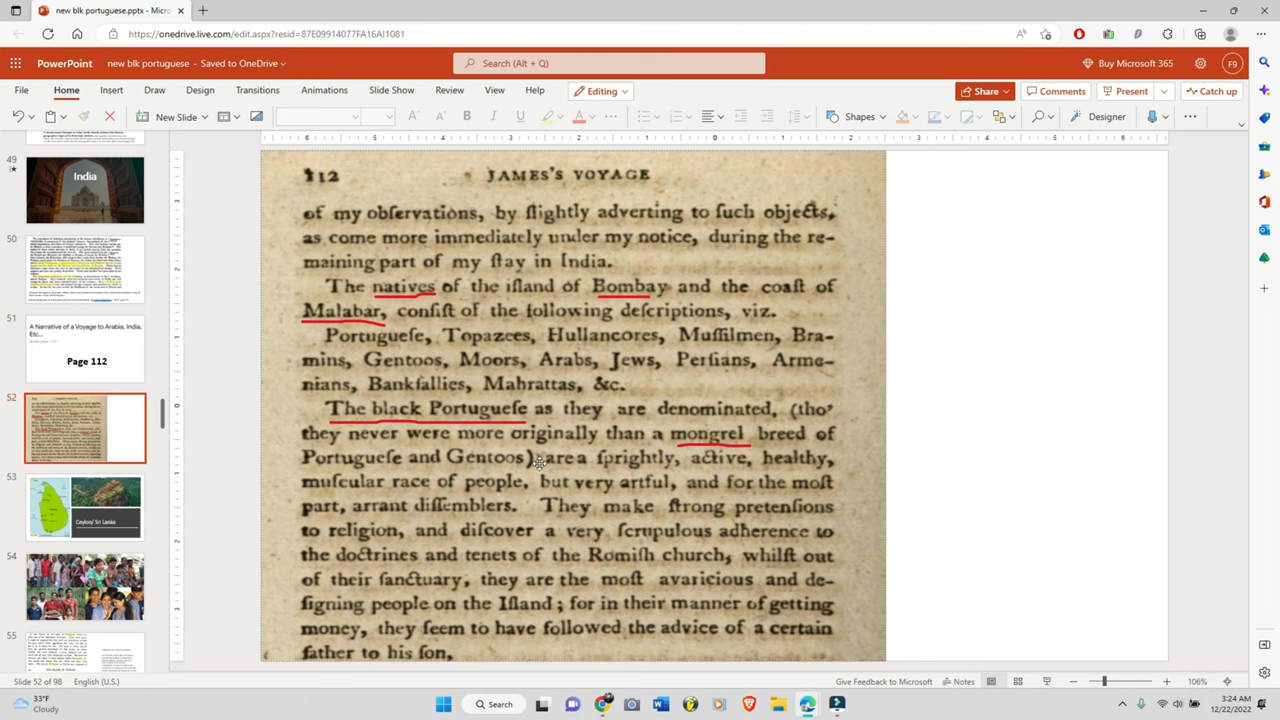 new blk portuguese.pptx - Micro
https://onedrive.live.com/edit.aspx?resid=87E09914077FA16A!1081
PowerPoint
new blk portuguese - Saved to OneDrive
Search (Alt + Q)
Buy Microsoft 365
F9
File
Home
Insert
Draw
Design
Transitions
Animations
Slide Show
Review
View
Help
Editing
Share
Comments
Present
Catch up
New Slide
Shapes
Designer
49
India
50
51
A Narrative of a Voyage to Arabia, India, Etc...
Page 112
52
53
Ceylon/ Sri Lanka
54
55
112 JAMES's VOYAGE
of my obſervations, by ſlightly adverting to ſuch objects,
as come more immediately under my notice, during the re-
maining part of my ſtay in India.
The natives of the iſland of Bombay and the coaſt of
Malabar, conſiſt of the following deſcriptions, viz.
Portugueſe, Topazees, Hullancores, Muſſilmen, Bra-
mins, Gentoos, Moors, Arabs, Jews, Perſians, Arme-
nians, Bankſallies, Mahrattas, &c.
The black Portugueſe as they are denominated, (tho'
they never were more originally than a mongrel breed of
Portugueſe and Gentoos) are a ſprightly, active, healthy,
muſcular race of people, but very artful, and for the moſt
part, arrant diſſembers. They make ſtrong pretenſions
to religion, and diſcover a very ſcrupulous adherence to
the doctrines and tenets of the Romiſh church, whilſt out
of their ſanctuary, they are the moſt avaricious and de-
ſigning people on the Iſland; for in their manner of getting
money, they ſeem to have followed the advice of a certain
father to his ſon,
Slide 52 of 98
English (U.S.)
Give Feedback to Microsoft
Notes
106%
33°F
Cloudy
Search
3:24 AM
12/22/2022